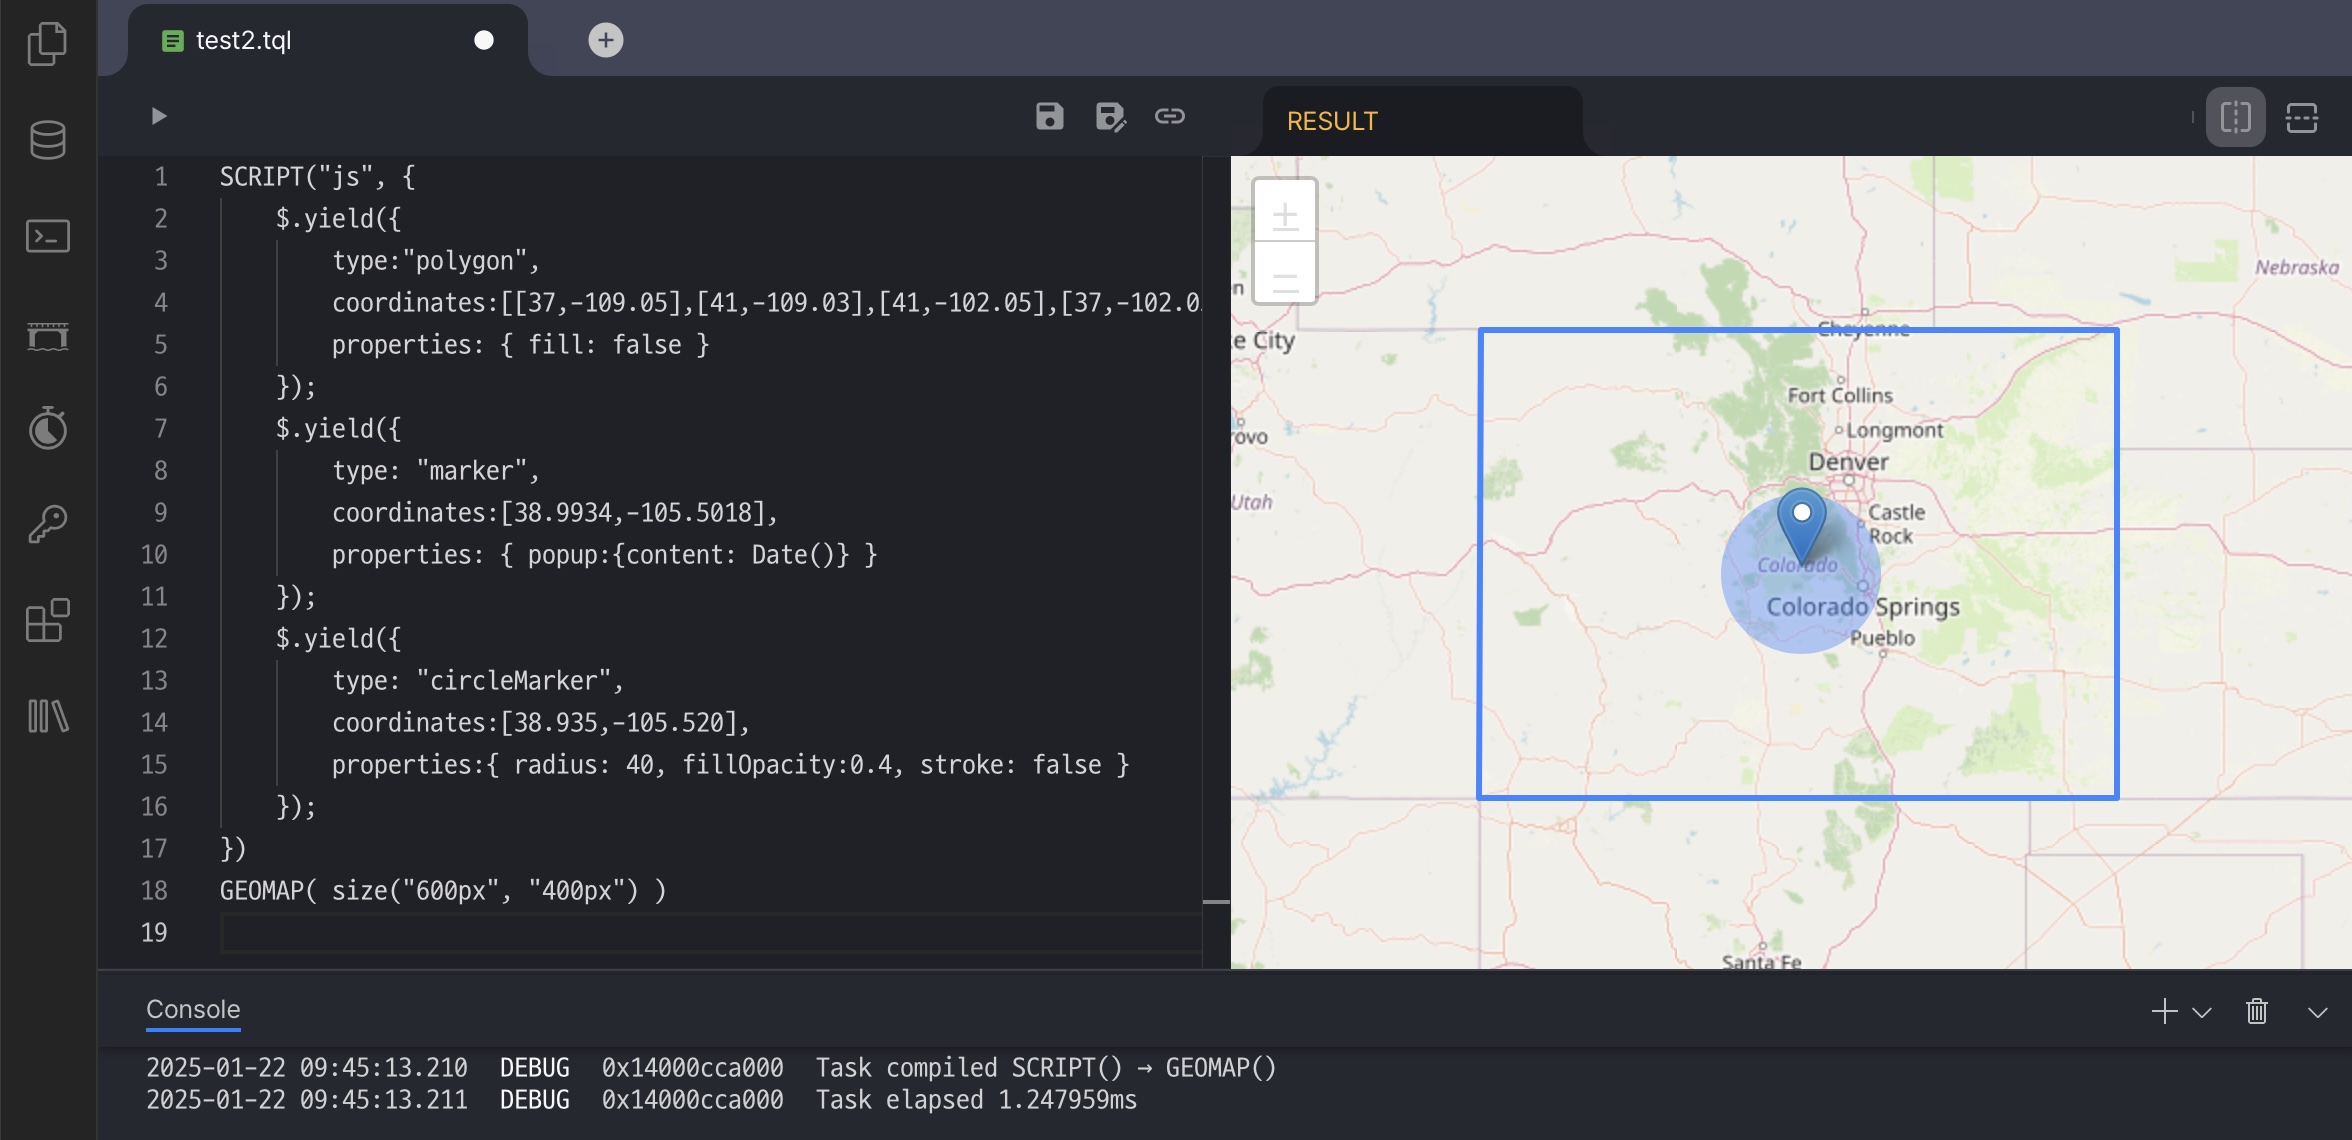 test2.tql
RESULT
1 SCRIPT("js", {
2 $.yield({
3 type:"polygon",
4 coordinates:[[37,-109.05],[41,-109.03],[41,-102.05],[37,-102.0
5 properties: { fill: false }
6 });
7 $.yield({
8 type: "marker",
9 coordinates:[38.9934,-105.5018],
10 properties: { popup:{content: Date()} }
11 });
12 $.yield({
13 type: "circleMarker",
14 coordinates:[38.935,-105.520],
15 properties:{ radius: 40, fillOpacity:0.4, stroke: false }
16 });
17 })
18 GEOMAP( size("600px", "400px") )
19
+
Nebraska
n
Cheyenne
e City
Fort Collins
rovo
Longmont
Denver
Utah
Castle
Rock
Colorado
Colorado Springs
Pueblo
Santa Fe
Console
2025-01-22 09:45:13.210 DEBUG 0x14000cca000 Task compiled SCRIPT() → GEOMAP()
2025-01-22 09:45:13.211 DEBUG 0x14000cca000 Task elapsed 1.247959ms